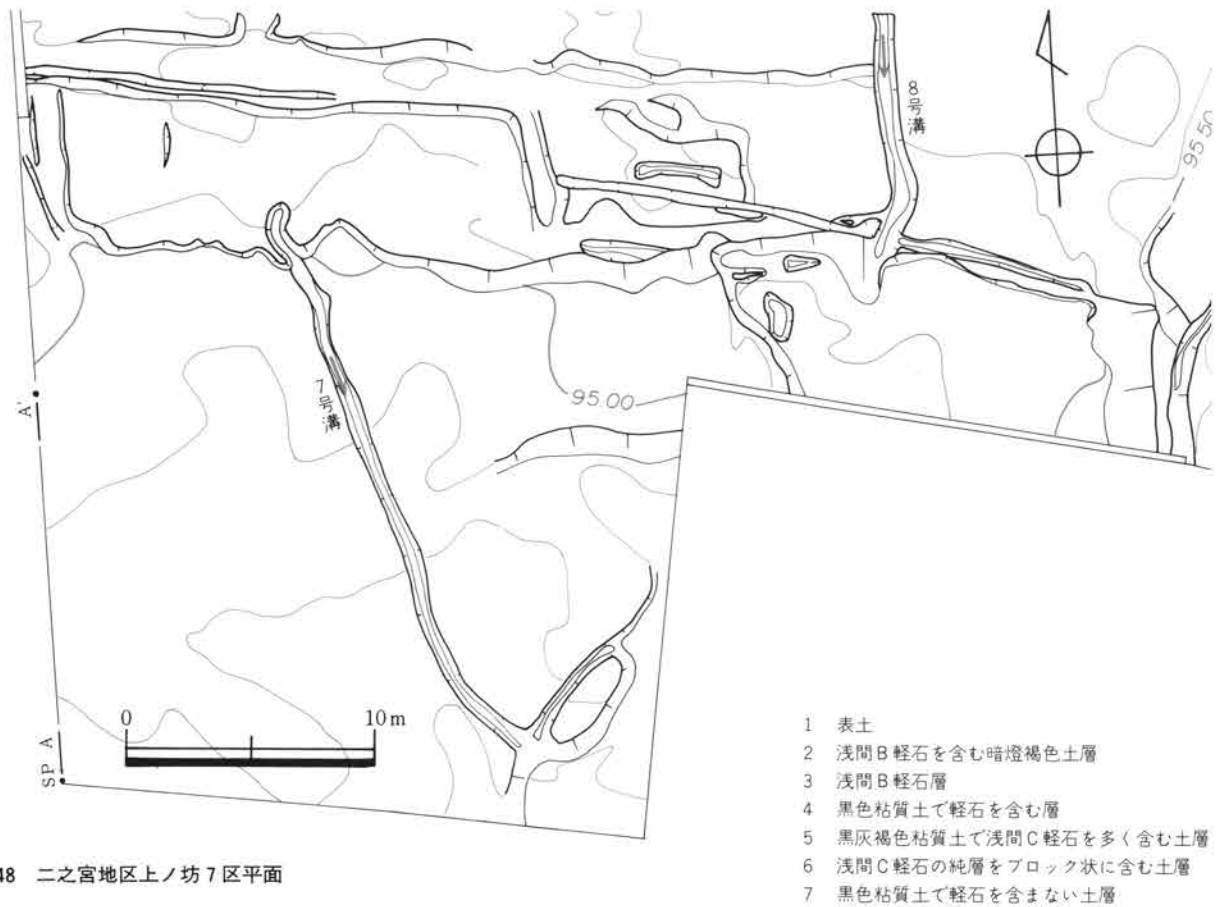 8号溝
95.50
7号溝
95.00
A'
SP A
0 10m
1 表土
2 浅間B軽石を含む暗燈褐色土層
3 浅間B軽石層
4 黒色粘質土で軽石を含む層
5 黒灰褐色粘質土で浅間C軽石を多く含む土層
6 浅間C軽石の純層をブロック状に含む土層
7 黒色粘質土で軽石を含まない土層
48 二之宮地区上ノ坊7区平面